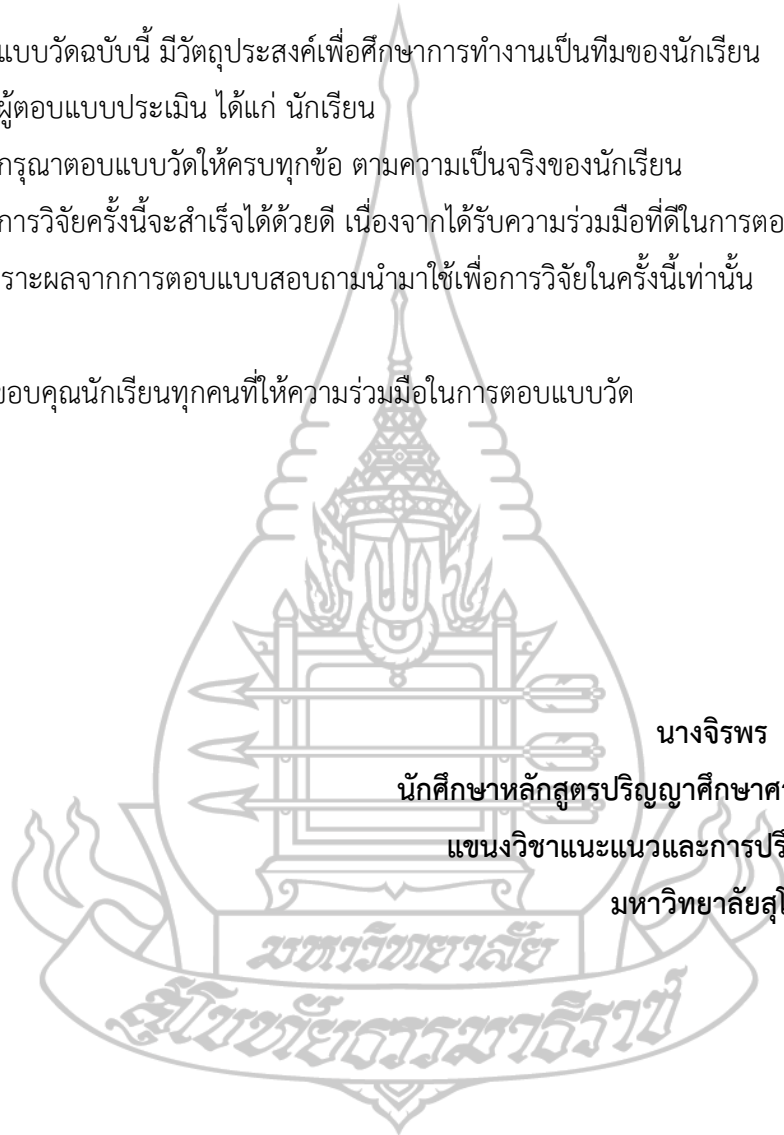 แบบวัดฉบับนี้ มีวัตถุประสงค์เพื่อศึกษาการทำงานเป็นทีมของนักเรียน
ผู้ตอบแบบประเมิน ได้แก่ นักเรียน
กรุณาตอบแบบวัดให้ครบทุกข้อ ตามความเป็นจริงของนักเรียน
การวิจัยครั้งนี้จะสำเร็จได้ด้วยดี เนื่องจากได้รับความร่วมมือที่ดีในการตอ
ราะผลจากการตอบแบบสอบถามนำมาใช้เพื่อการวิจัยในครั้งนี้เท่านั้น
ขอบคุณนักเรียนทุกคนที่ให้ความร่วมมือในการตอบแบบวัด
นางจิรพร
นักศึกษาหลักสูตรปริญญาศึกษาศา
แขนงวิชาแนะแนวและการปรึ
มหาวิทยาลัยสุโ
มหาวิทยาลัย
สุโขทัยธรรมาธิราช